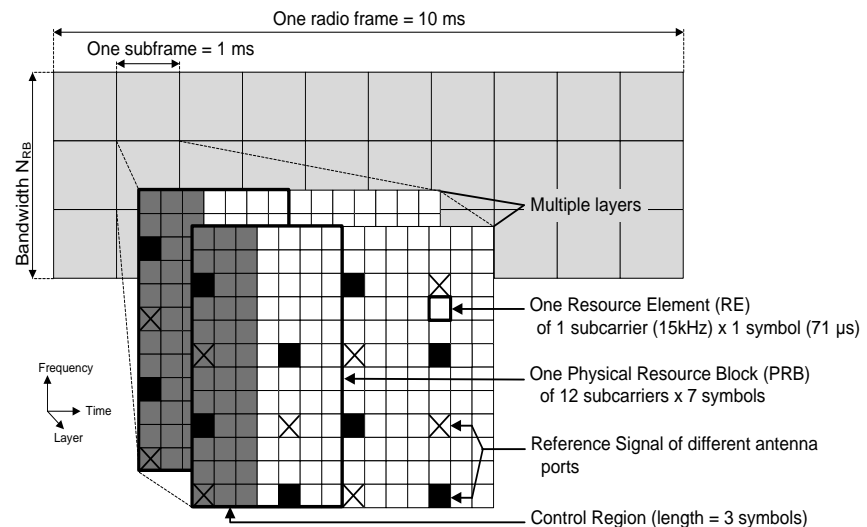 One radio frame = 10 ms
One subframe = 1 ms
Bandwidth N_RB
Multiple layers
One Resource Element (RE)
of 1 subcarrier (15kHz) x 1 symbol (71 µs)
One Physical Resource Block (PRB)
of 12 subcarriers x 7 symbols
Frequency
Time
Layer
Reference Signal of different antenna
ports
Control Region (length = 3 symbols)